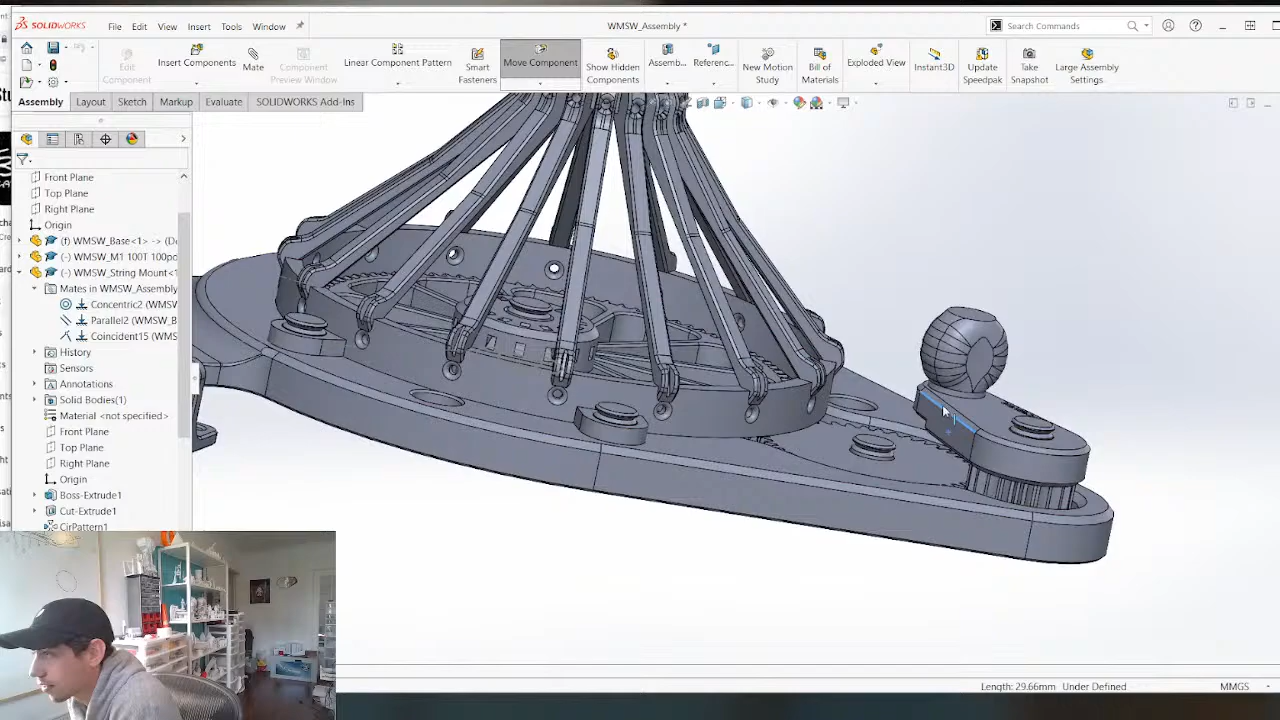 SOLIDWORKS File Edit View Insert Tools Window WMSW_Assembly * Search Commands
Edit Component
Insert Components
Mate
Component Preview Window
Linear Component Pattern
Smart Fasteners
Move Component
Show Hidden Components
Assemb...
Referenc...
New Motion Study
Bill of Materials
Exploded View
Instant3D
Update Speedpak
Take Snapshot
Large Assembly Settings
Assembly Layout Sketch Markup Evaluate SOLIDWORKS Add-Ins
Front Plane
Top Plane
Right Plane
Origin
(f) WMSW_Base<1> -> (D
(-) WMSW_M1 100T 100pd
(-) WMSW_String Mount<1
Mates in WMSW_Assembly
Concentric2 (WMSW
Parallel2 (WMSW_B
Coincident15 (WMS
History
Sensors
Annotations
Solid Bodies(1)
Material <not specified>
Front Plane
Top Plane
Right Plane
Origin
Boss-Extrude1
Cut-Extrude1
CirPattern1
Length: 29.66mm Under Defined MMGS